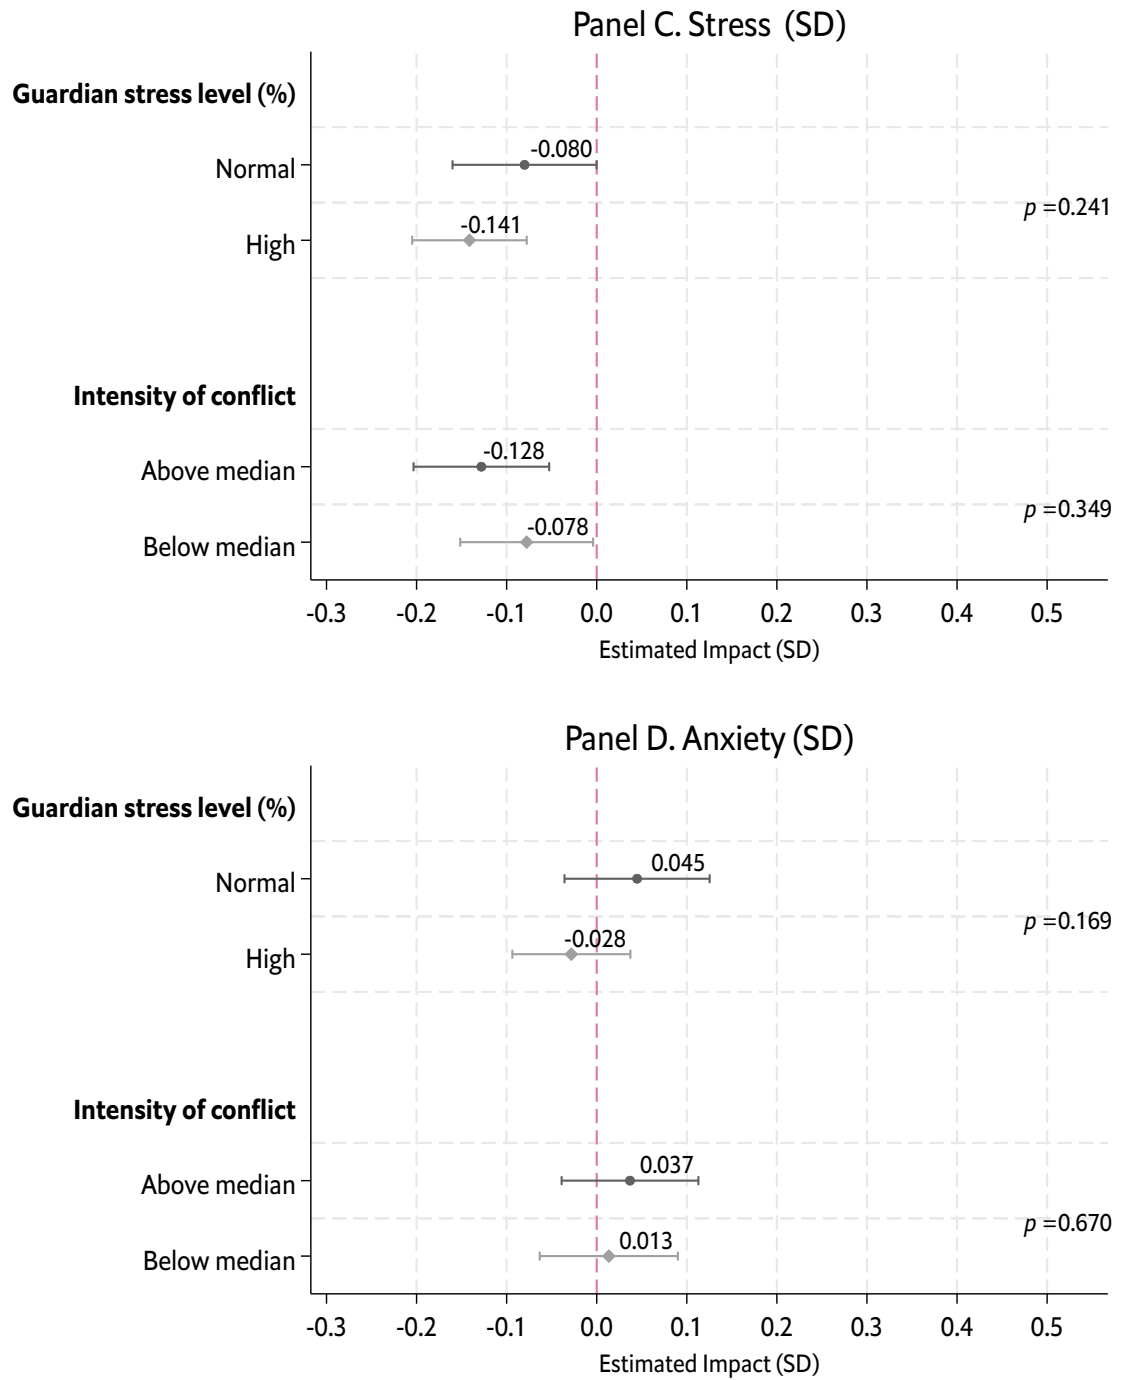 Panel C. Stress (SD)
Guardian stress level (%)
Normal
-0.080
p =0.241
High
-0.141
Intensity of conflict
Above median
-0.128
p =0.349
Below median
-0.078
-0.3 -0.2 -0.1 0.0 0.1 0.2 0.3 0.4 0.5
Estimated Impact (SD)
Panel D. Anxiety (SD)
Guardian stress level (%)
Normal
0.045
p =0.169
High
-0.028
Intensity of conflict
Above median
0.037
p =0.670
Below median
0.013
-0.3 -0.2 -0.1 0.0 0.1 0.2 0.3 0.4 0.5
Estimated Impact (SD)